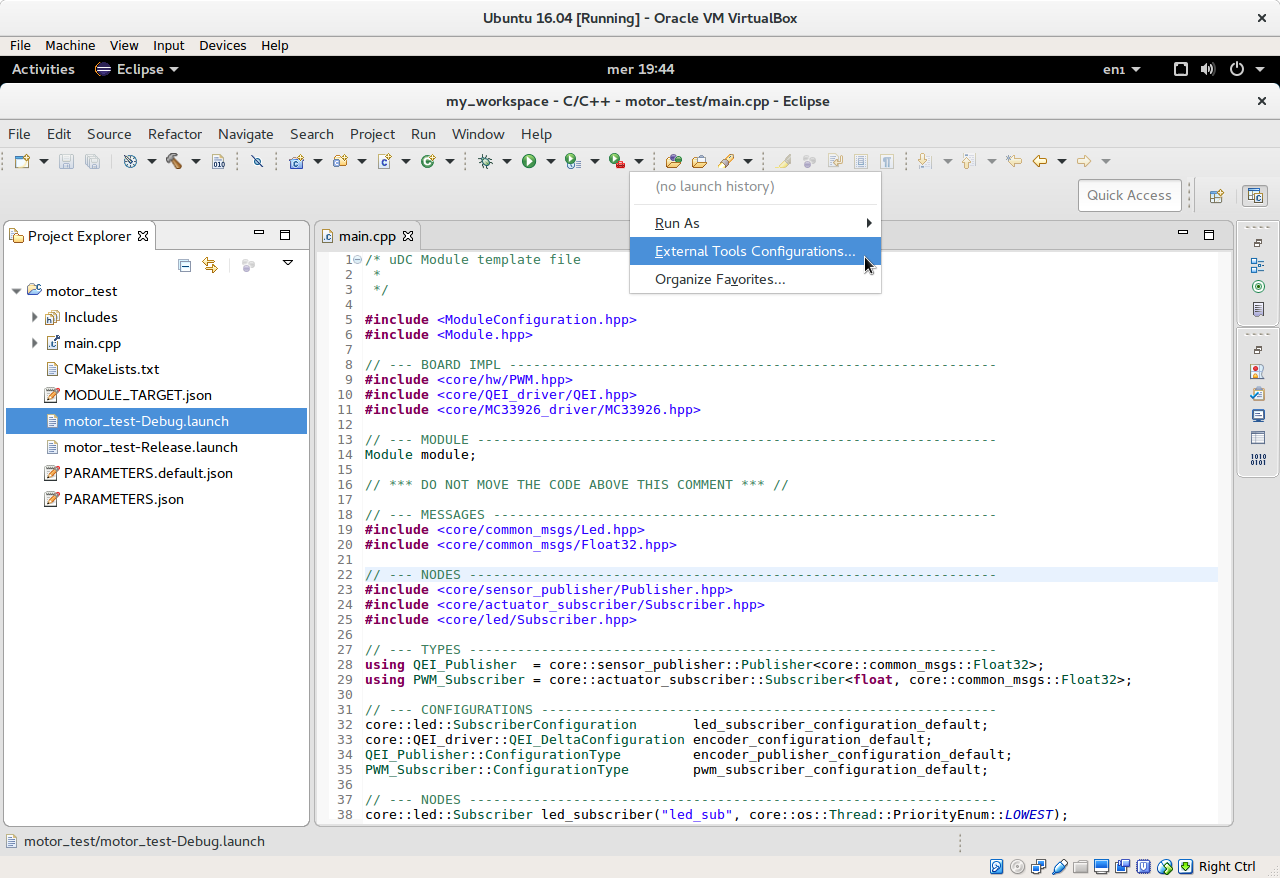 Ubuntu 16.04 [Running] - Oracle VM VirtualBox
File Machine View Input Devices Help
Activities Eclipse mer 19:44 en1
my_workspace - C/C++ - motor_test/main.cpp - Eclipse
File Edit Source Refactor Navigate Search Project Run Window Help
010
Quick Access
(no launch history)
Run As
External Tools Configurations...
Organize Favorites...
Project Explorer
motor_test
Includes
main.cpp
CMakeLists.txt
MODULE_TARGET.json
motor_test-Debug.launch
motor_test-Release.launch
PARAMETERS.default.json
PARAMETERS.json
main.cpp
1 /* uDC Module template file
2  *
3  */
4
5 #include <ModuleConfiguration.hpp>
6 #include <Module.hpp>
7
8 // --- BOARD IMPL -------------------------------------------------------------
9 #include <core/hw/PWM.hpp>
10 #include <core/QEI_driver/QEI.hpp>
11 #include <core/MC33926_driver/MC33926.hpp>
12
13 // --- MODULE -----------------------------------------------------------------
14 Module module;
15
16 // *** DO NOT MOVE THE CODE ABOVE THIS COMMENT *** //
17
18 // --- MESSAGES ---------------------------------------------------------------
19 #include <core/common_msgs/Led.hpp>
20 #include <core/common_msgs/Float32.hpp>
21
22 // --- NODES ------------------------------------------------------------------
23 #include <core/sensor_publisher/Publisher.hpp>
24 #include <core/actuator_subscriber/Subscriber.hpp>
25 #include <core/led/Subscriber.hpp>
26
27 // --- TYPES ------------------------------------------------------------------
28 using QEI_Publisher  = core::sensor_publisher::Publisher<core::common_msgs::Float32>;
29 using PWM_Subscriber = core::actuator_subscriber::Subscriber<float, core::common_msgs::Float32>;
30
31 // --- CONFIGURATIONS ---------------------------------------------------------
32 core::led::SubscriberConfiguration       led_subscriber_configuration_default;
33 core::QEI_driver::QEI_DeltaConfiguration encoder_configuration_default;
34 QEI_Publisher::ConfigurationType         encoder_publisher_configuration_default;
35 PWM_Subscriber::ConfigurationType        pwm_subscriber_configuration_default;
36
37 // --- NODES ------------------------------------------------------------------
38 core::led::Subscriber led_subscriber("led_sub", core::os::Thread::PriorityEnum::LOWEST);
1010
0101
motor_test/motor_test-Debug.launch
Right Ctrl